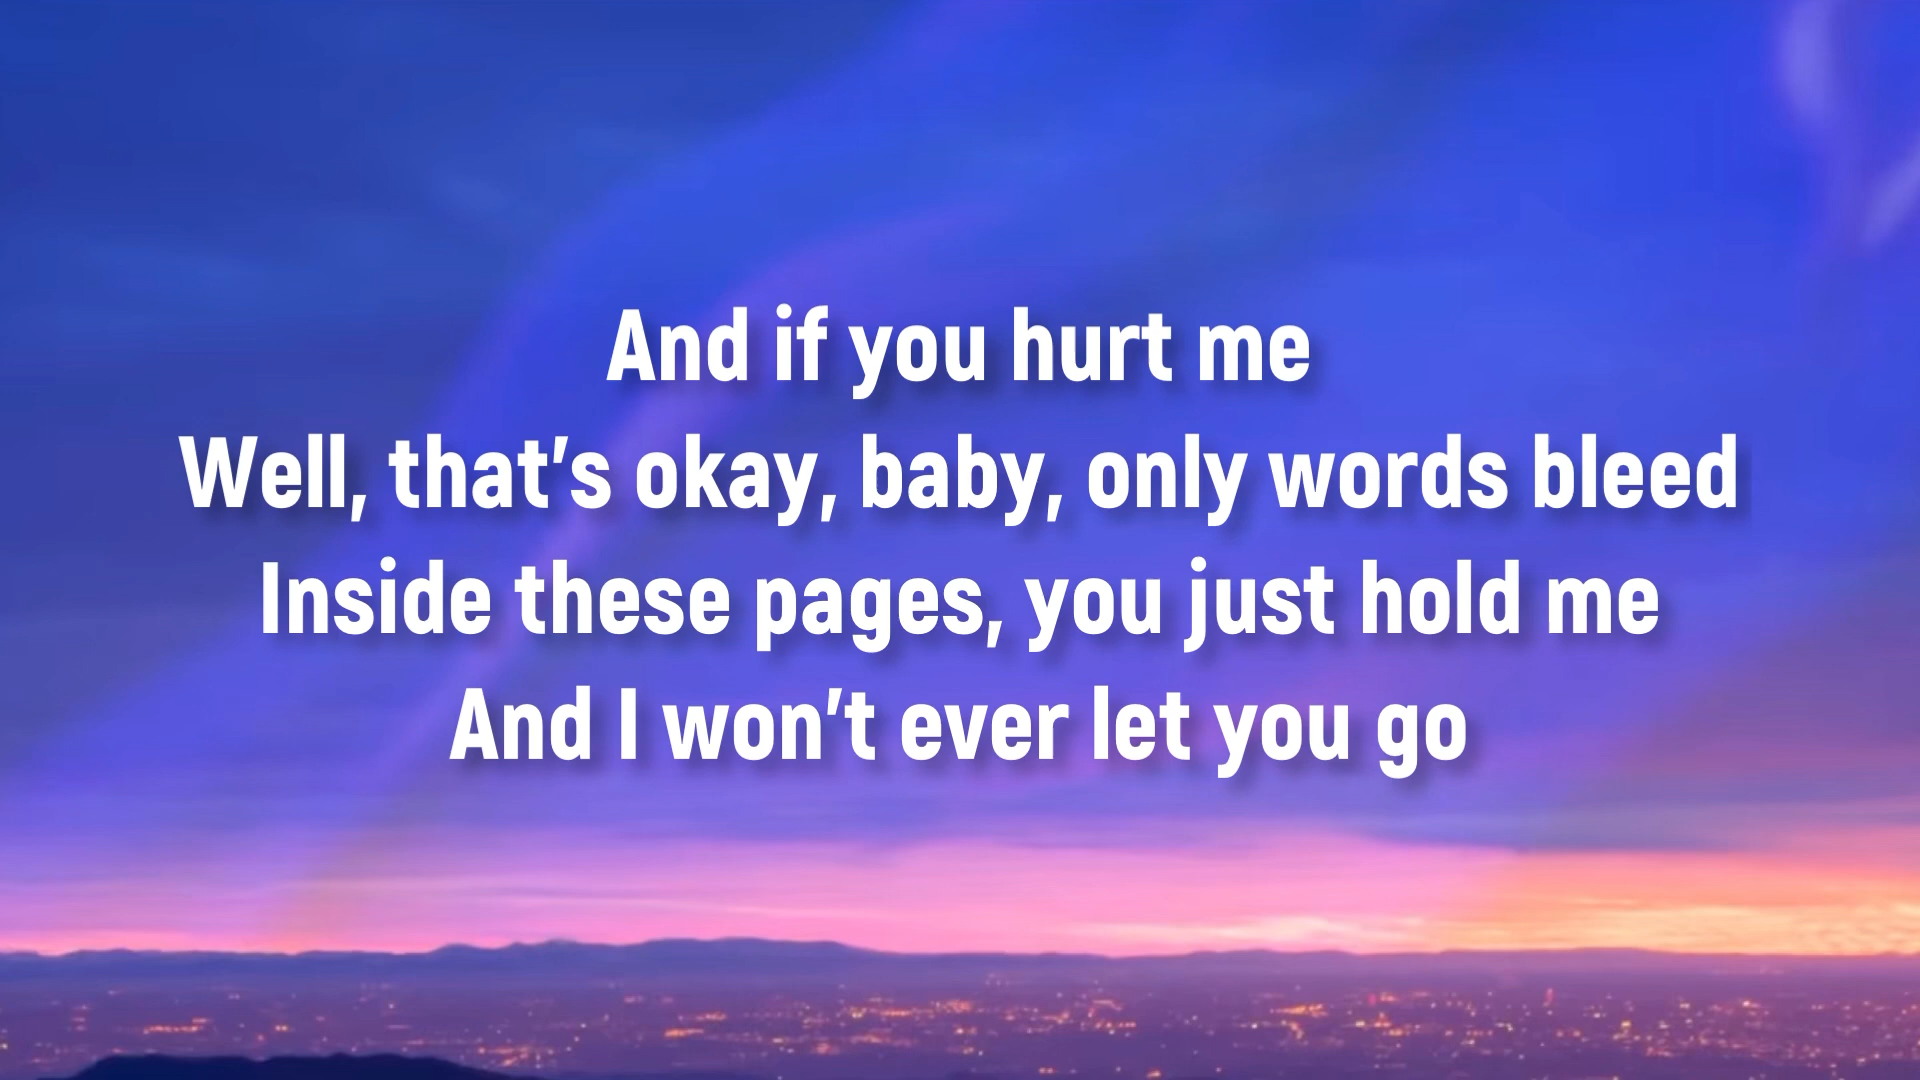 And if you hurt me
Well, that's okay, baby, only words bleed
Inside these pages, you just hold me
And I won't ever let you go